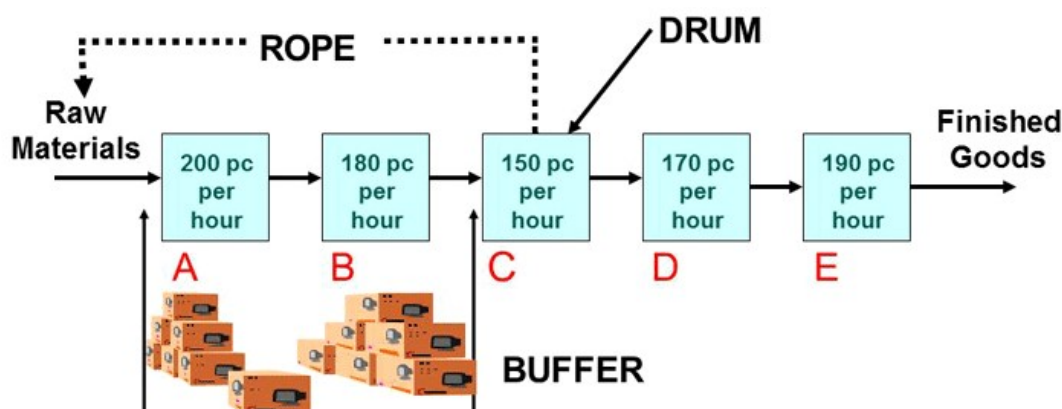 ROPE
DRUM
Raw
Materials
200 pc
per
hour
180 pc
per
hour
150 pc
per
hour
170 pc
per
hour
190 pc
per
hour
Finished
Goods
A
B
C
D
E
BUFFER